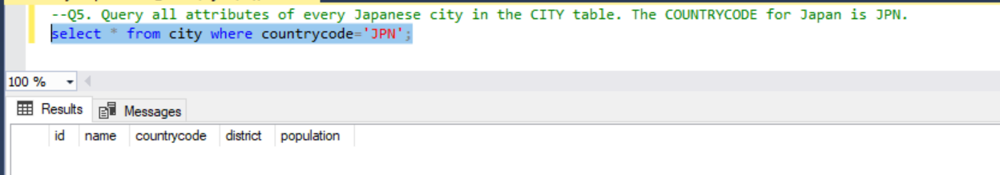 --Q5. Query all attributes of every Japanese city in the CITY table. The COUNTRYCODE for Japan is JPN.
select * from city where countrycode='JPN';
100 %
Results Messages
id name countrycode district population